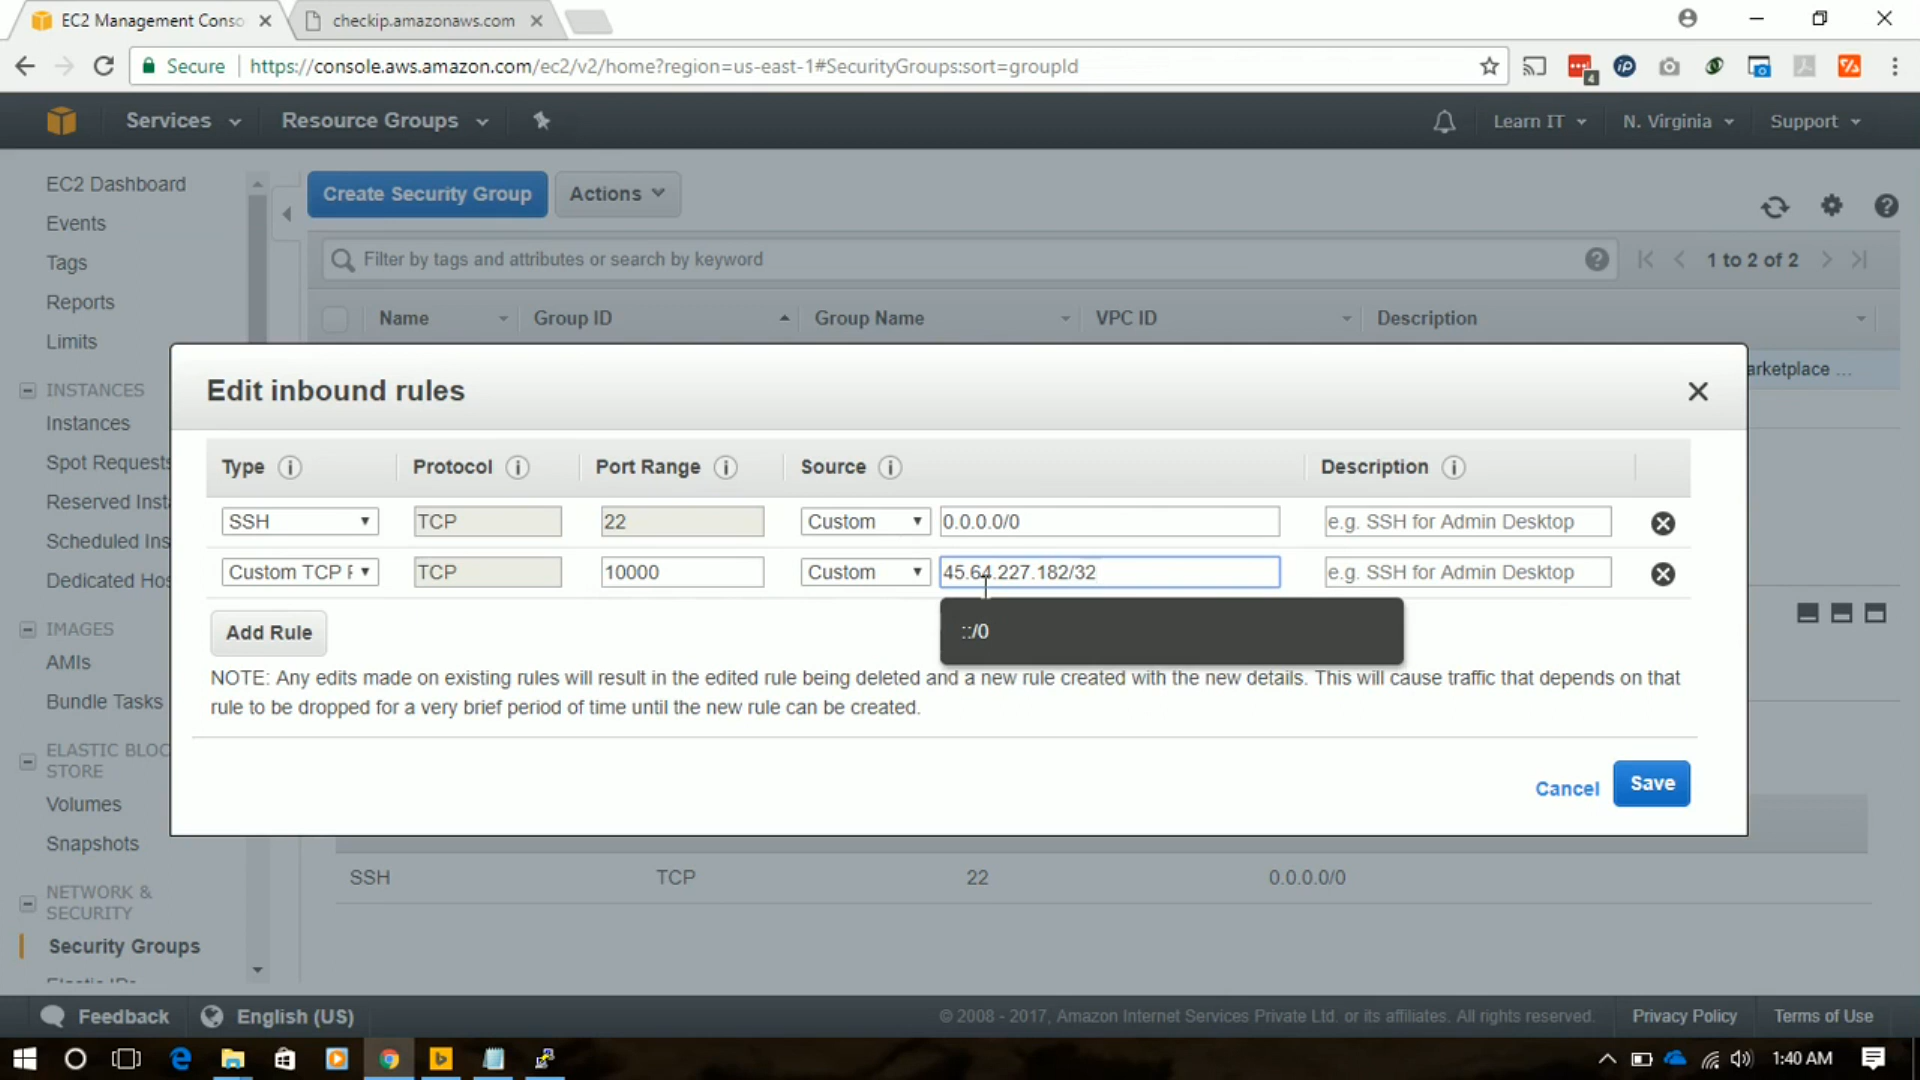 EC2 Management Conso
checkip.amazonaws.com
Secure
https://console.aws.amazon.com/ec2/v2/home?region=us-east-1#SecurityGroups:sort=groupId
4
Services
Resource Groups
Learn IT
N. Virginia
Support
EC2 Dashboard
Events
Tags
Reports
Limits
INSTANCES
Instances
Spot Requests
Reserved Inst
Scheduled Ins
Dedicated Hos
IMAGES
AMIs
Bundle Tasks
ELASTIC BLOC
STORE
Volumes
Snapshots
NETWORK &
SECURITY
Security Groups
Elastic IPs
Create Security Group
Actions
Filter by tags and attributes or search by keyword
1 to 2 of 2
Name
Group ID
Group Name
VPC ID
Description
arketplace ...
Edit inbound rules
Type
Protocol
Port Range
Source
Description
SSH
TCP
22
Custom
0.0.0.0/0
e.g. SSH for Admin Desktop
Custom TCP F
TCP
10000
Custom
45.64.227.182/32
e.g. SSH for Admin Desktop
::/0
Add Rule
NOTE: Any edits made on existing rules will result in the edited rule being deleted and a new rule created with the new details. This will cause traffic that depends on that
rule to be dropped for a very brief period of time until the new rule can be created.
Cancel
Save
SSH
TCP
22
0.0.0.0/0
Feedback
English (US)
© 2008 - 2017, Amazon Internet Services Private Ltd. or its affiliates. All rights reserved.
Privacy Policy
Terms of Use
1:40 AM